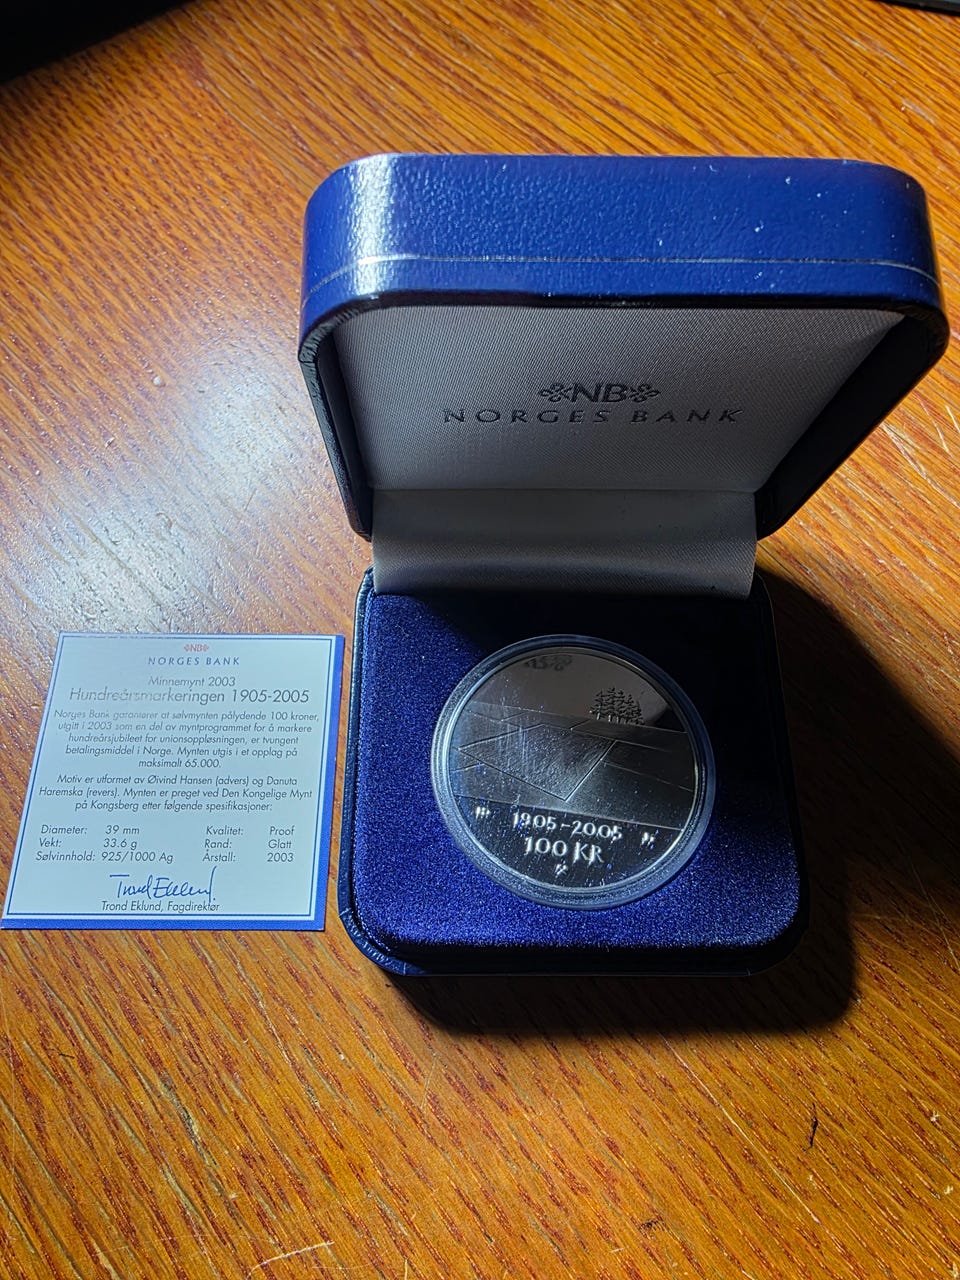 NB
NORGES BANK
NB
NORGES BANK
Minnemynt 2003
Hundreårsmarkeringen 1905-2005
Norges Bank garanterer at sølvmynten pålydende 100 kroner,
utgitt i 2003 som en del av myntprogrammet for å markere
hundreårsjubileet for unionsoppløsningen, er tvungent
betalingsmiddel i Norge. Mynten utgis i et opplag på
maksimalt 65.000.
Motiv er utformet av Øivind Hansen (advers) og Danuta
Haremska (revers). Mynten er preget ved Den Kongelige Mynt
på Kongsberg etter følgende spesifikasjoner:
Diameter: 39 mm Kvalitet: Proof
Vekt: 33.6 g Rand: Glatt
Sølvinnhold: 925/1000 Ag Årstall: 2003
Trond Eklund
Trond Eklund, Fagdirektør
1905-2005
100 KR